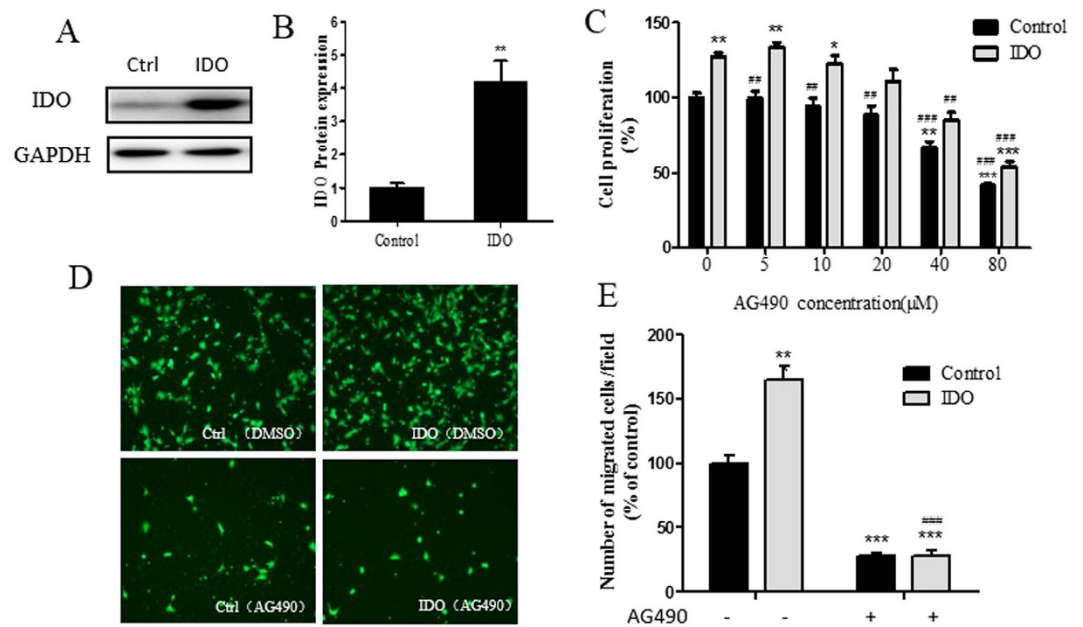 A
Ctrl IDO
IDO
GAPDH
B
IDO Protein expression
6
5
4
3
2
1
0
**
Control IDO
C
Cell proliferation
(%)
150
100
50
0
Control
IDO
** ** *
## ## ## ### ** ## ### *** ### ***
0 5 10 20 40 80
AG490 concentration(μM)
D
Ctrl （DMSO）
IDO（DMSO）
Ctrl（AG490）
IDO（AG490）
E
Number of migrated cells/field
(% of control)
200
150
100
50
0
Control
IDO
**
***
###
***
AG490 - - + +